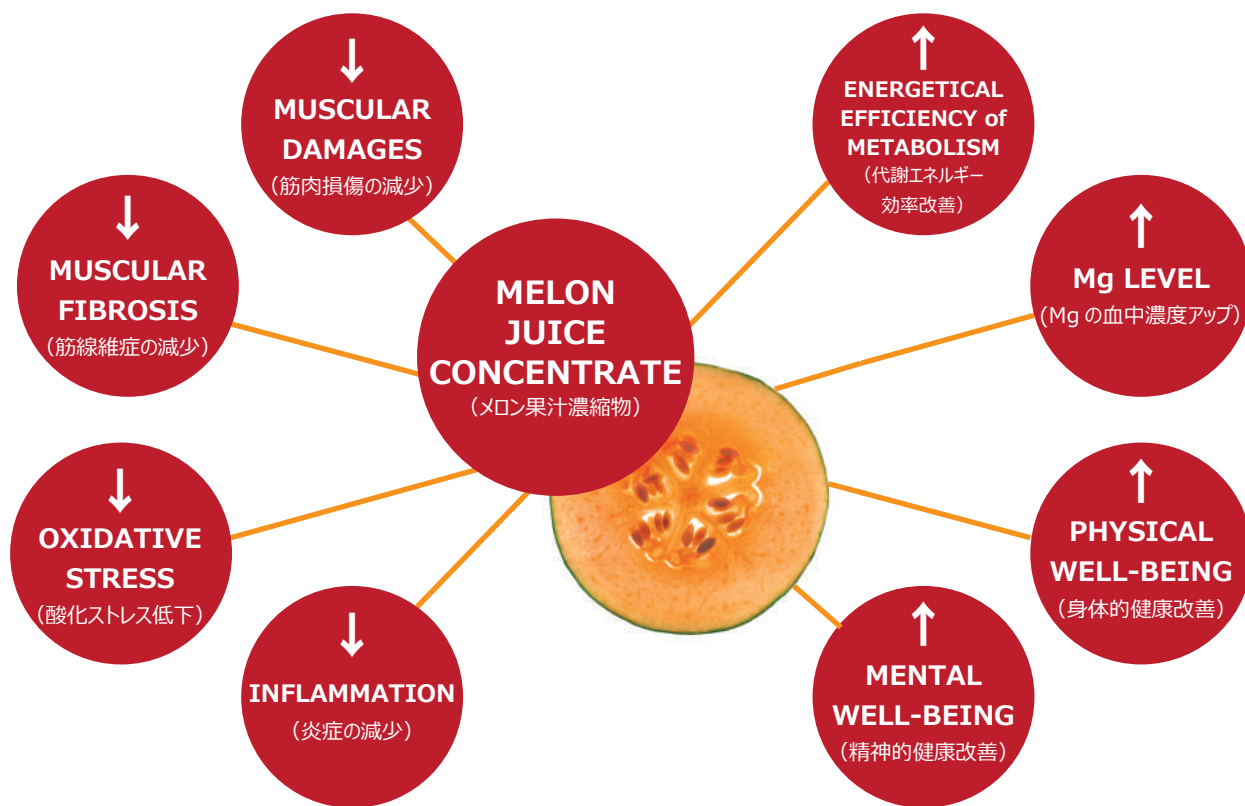 ↓
MUSCULAR
DAMAGES
（筋肉損傷の減少）
↑
ENERGETICAL
EFFICIENCY of
METABOLISM
（代謝エネルギー
効率改善）
↓
MUSCULAR
FIBROSIS
（筋線維症の減少）
MELON
JUICE
CONCENTRATE
（メロン果汁濃縮物）
↑
Mg LEVEL
（Mg の血中濃度アップ）
↓
OXIDATIVE
STRESS
（酸化ストレス低下）
↑
PHYSICAL
WELL-BEING
（身体的健康改善）
↓
INFLAMMATION
（炎症の減少）
↑
MENTAL
WELL-BEING
（精神的健康改善）